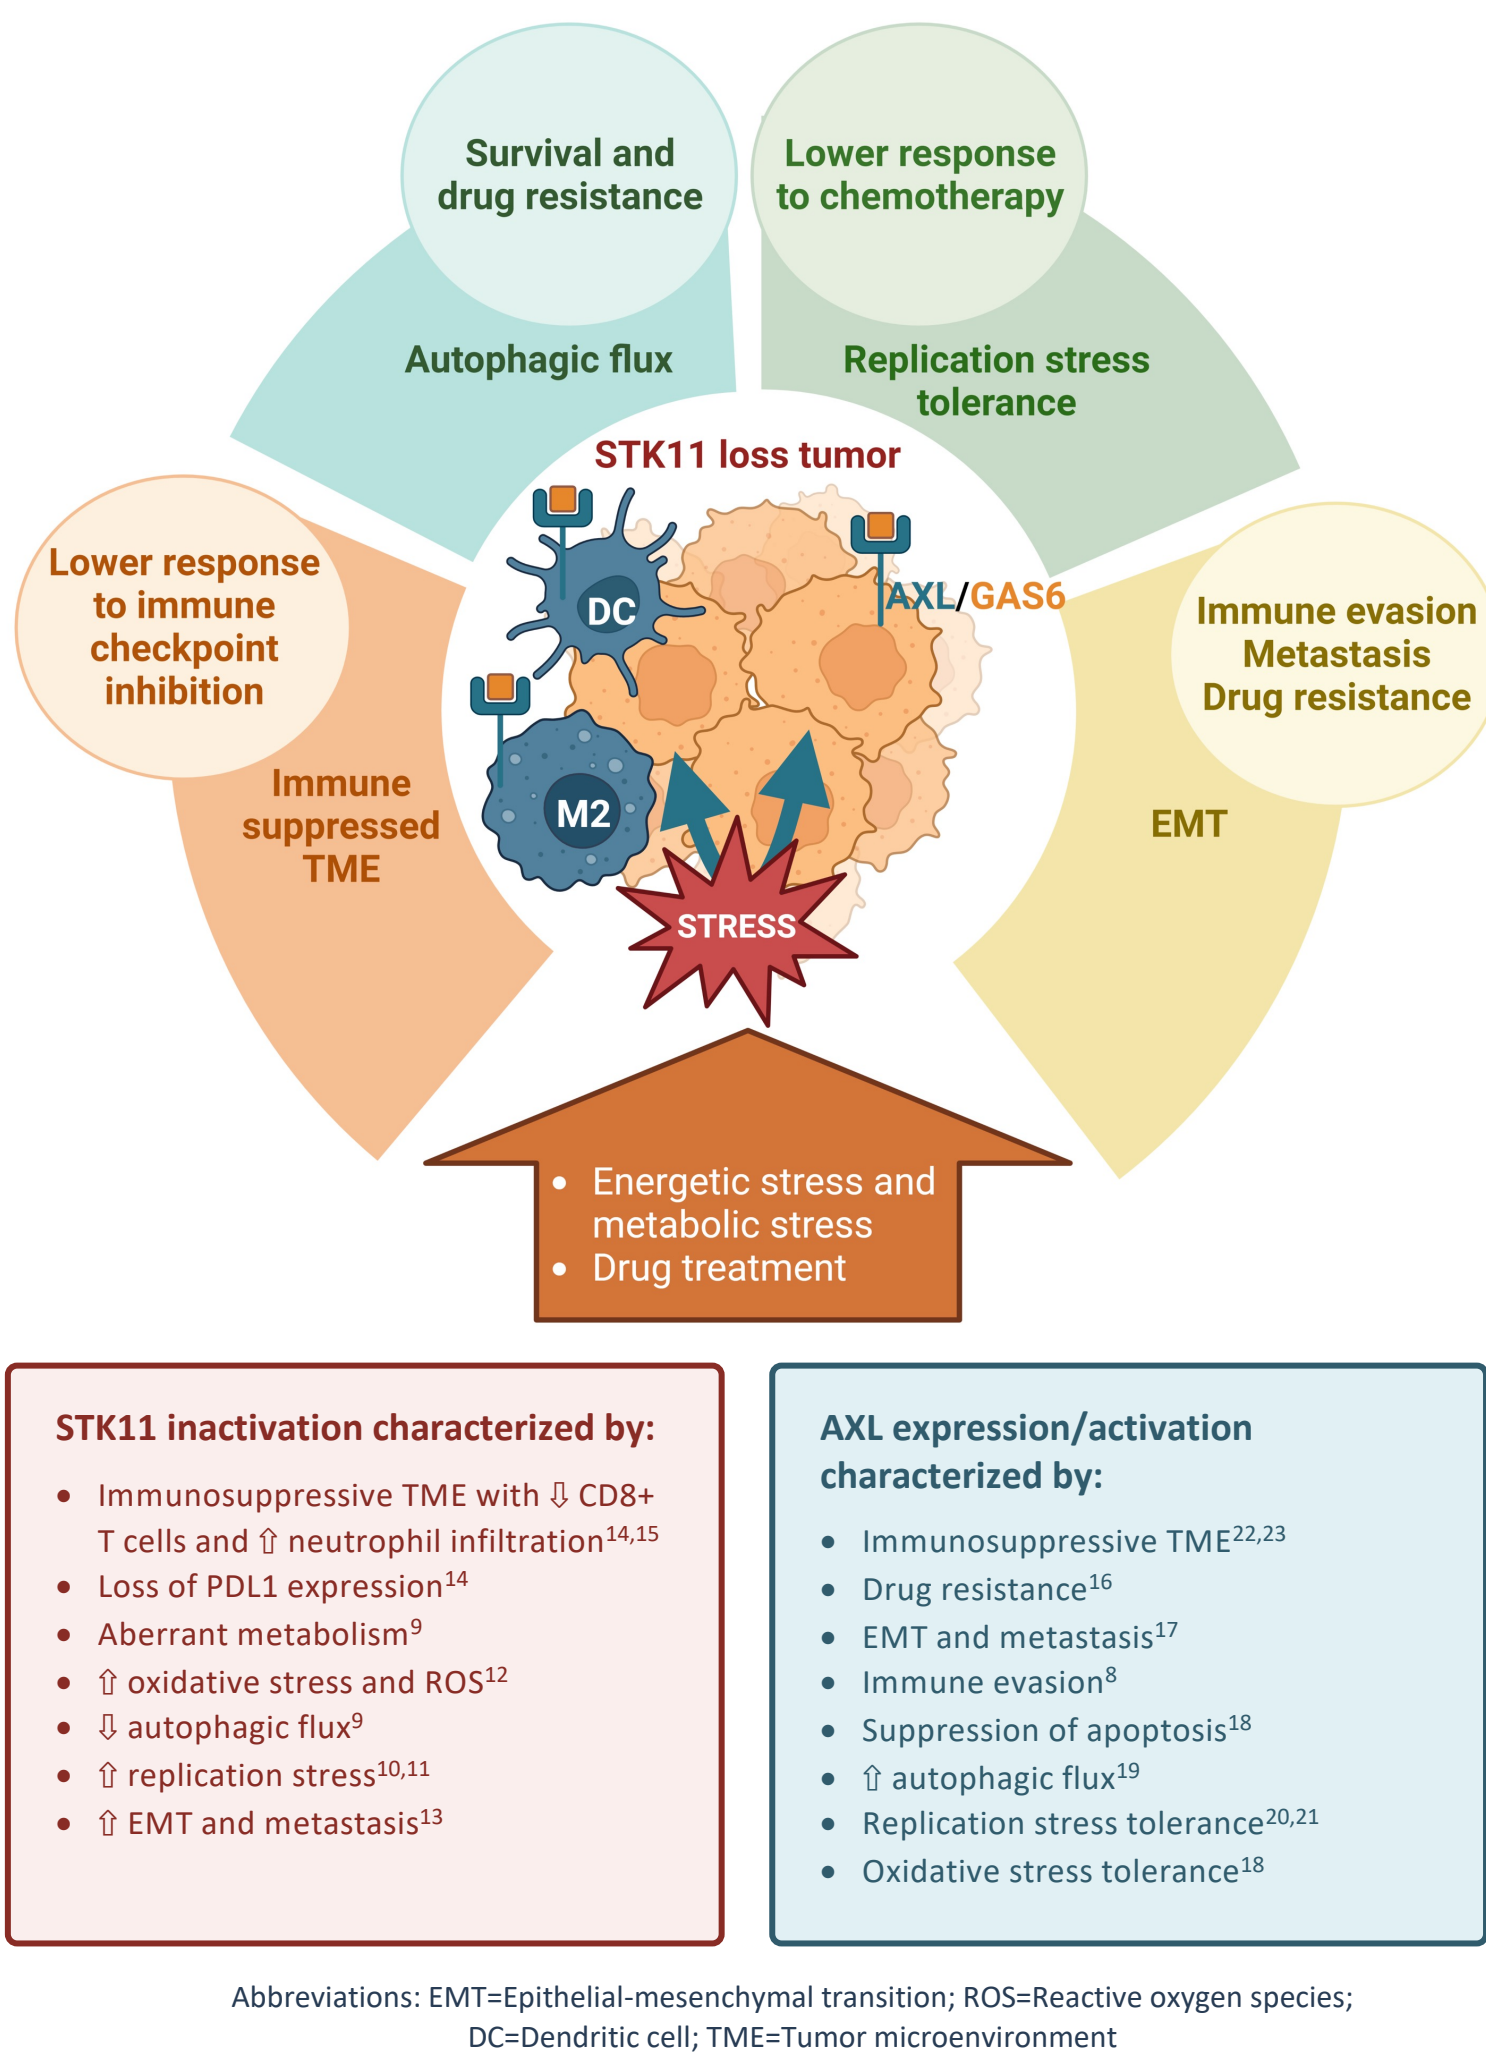 Survival and
drug resistance
Lower response
to chemotherapy
Autophagic flux
Replication stress
tolerance
STK11 loss tumor
Lower response
to immune
checkpoint
inhibition
DC
AXL/GAS6
Immune evasion
Metastasis
Drug resistance
Immune
suppressed
TME
M2
EMT
STRESS
• Energetic stress and
metabolic stress
• Drug treatment
STK11 inactivation characterized by:
• Immunosuppressive TME with ⇩ CD8+
T cells and ⇧ neutrophil infiltration¹⁴,¹⁵
• Loss of PDL1 expression¹⁴
• Aberrant metabolism⁹
• ⇧ oxidative stress and ROS¹²
• ⇩ autophagic flux⁹
• ⇧ replication stress¹⁰,¹¹
• ⇧ EMT and metastasis¹³
AXL expression/activation
characterized by:
• Immunosuppressive TME²²,²³
• Drug resistance¹⁶
• EMT and metastasis¹⁷
• Immune evasion⁸
• Suppression of apoptosis¹⁸
• ⇧ autophagic flux¹⁹
• Replication stress tolerance²⁰,²¹
• Oxidative stress tolerance¹⁸
Abbreviations: EMT=Epithelial-mesenchymal transition; ROS=Reactive oxygen species;
DC=Dendritic cell; TME=Tumor microenvironment